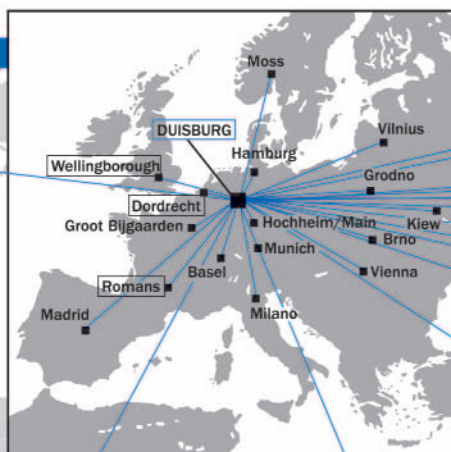 Moss
DUISBURG
Vilnius
Hamburg
Wellingborough
Grodno
Dordrecht
Groot Bijgaarden
Hochheim/Main
Kiew
Brno
Munich
Basel
Vienna
Romans
Madrid
Milano